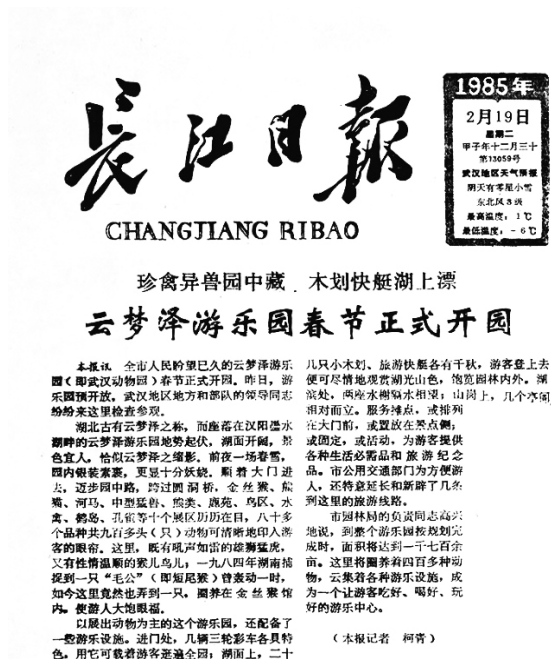 長江日報
CHANGJIANG RIBAO
1985年
2月19日
星期二
甲子年十二月三十
第13059号
武汉地区天气预报
阴天有零星小雪
东北风3级
最高温度：1℃
最低温度：-6℃
珍禽异兽园中藏 木划快艇湖上漂
云梦泽游乐园春节正式开园
本报讯 全市人民盼望已久的云梦泽游乐
园（即武汉动物园）春节正式开园。昨日，游
乐园预开放，武汉地区地方和部队的领导同志
纷纷来这里检查参观。
湖北古有云梦泽之称，而座落在汉阳墨水
湖畔的云梦泽游乐园地势起伏，湖面开阔，景
色宜人，恰似云梦泽之缩影。前夜一场春雪，
园内银装素裹，更显十分妖娆。顺着大门进
去，迈步园中路，跨过圆洞桥，金丝猴、熊
猫、河马、中型猛兽、熊类、鹿苑、鸟区、水
禽、鹤岛、孔雀等十个展区历历在目，八十多
个品种共九百多头（只）动物可清晰地印入游
客的眼帘。这里，既有吼声如雷的雄狮猛虎，
又有性情温顺的猴儿鸟儿；一九八四年湖南捕
捉到一只“毛公”（即短尾猴）曾轰动一时，
如今这里竟然也弄到一只，圈养在金丝猴馆
内，使游人大饱眼福。
以展出动物为主的这个游乐园，还配备了
一些游乐设施。进门处，几辆三轮彩车各具特
色，用它可载着游客逛遍全园；湖面上，二十
几只小木划、旅游快艇各有千秋，游客登上去
便可尽情地观赏湖光山色，饱览园林内外。湖
滨处，两座水榭隔水相望；山岗上，几个亭阁
相对而立。服务摊点，或排列
在大门前，或置放在景点侧；
或固定，或活动，为游客提供
各种生活必需品和旅游纪念
品。市公用交通部门为方便游
人，还特意延长和新辟了几条
到这里的旅游线路。
市园林局的负责同志高兴
地说，到整个游乐园按规划完
成时，面积将达到一千七百余
亩。这里将圈养着四百多种动
物，云集着各种游乐设施，成
为一个让游客吃好、喝好、玩
好的游乐中心。
（本报记者 柯青）